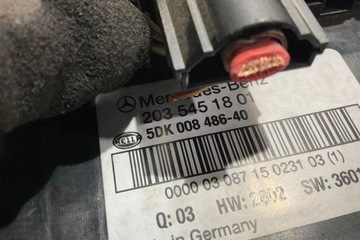 Mercedes-Benz
203 545 18 01
HELLA
5DK 008 486-40
0000 03 087 15 0231 03 (1)
Q: 03 HW: 2802 SW: 3601
in Germany